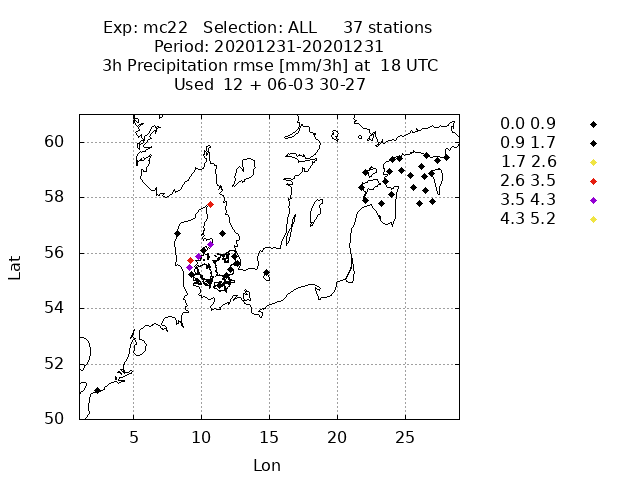 Exp: mc22 Selection: ALL 37 stations
Period: 20201231-20201231
3h Precipitation rmse [mm/3h] at 18 UTC
Used 12 + 06-03 30-27
60
58
56
54
52
50
Lat
5 10 15 20 25
Lon
0.0 0.9
0.9 1.7
1.7 2.6
2.6 3.5
3.5 4.3
4.3 5.2